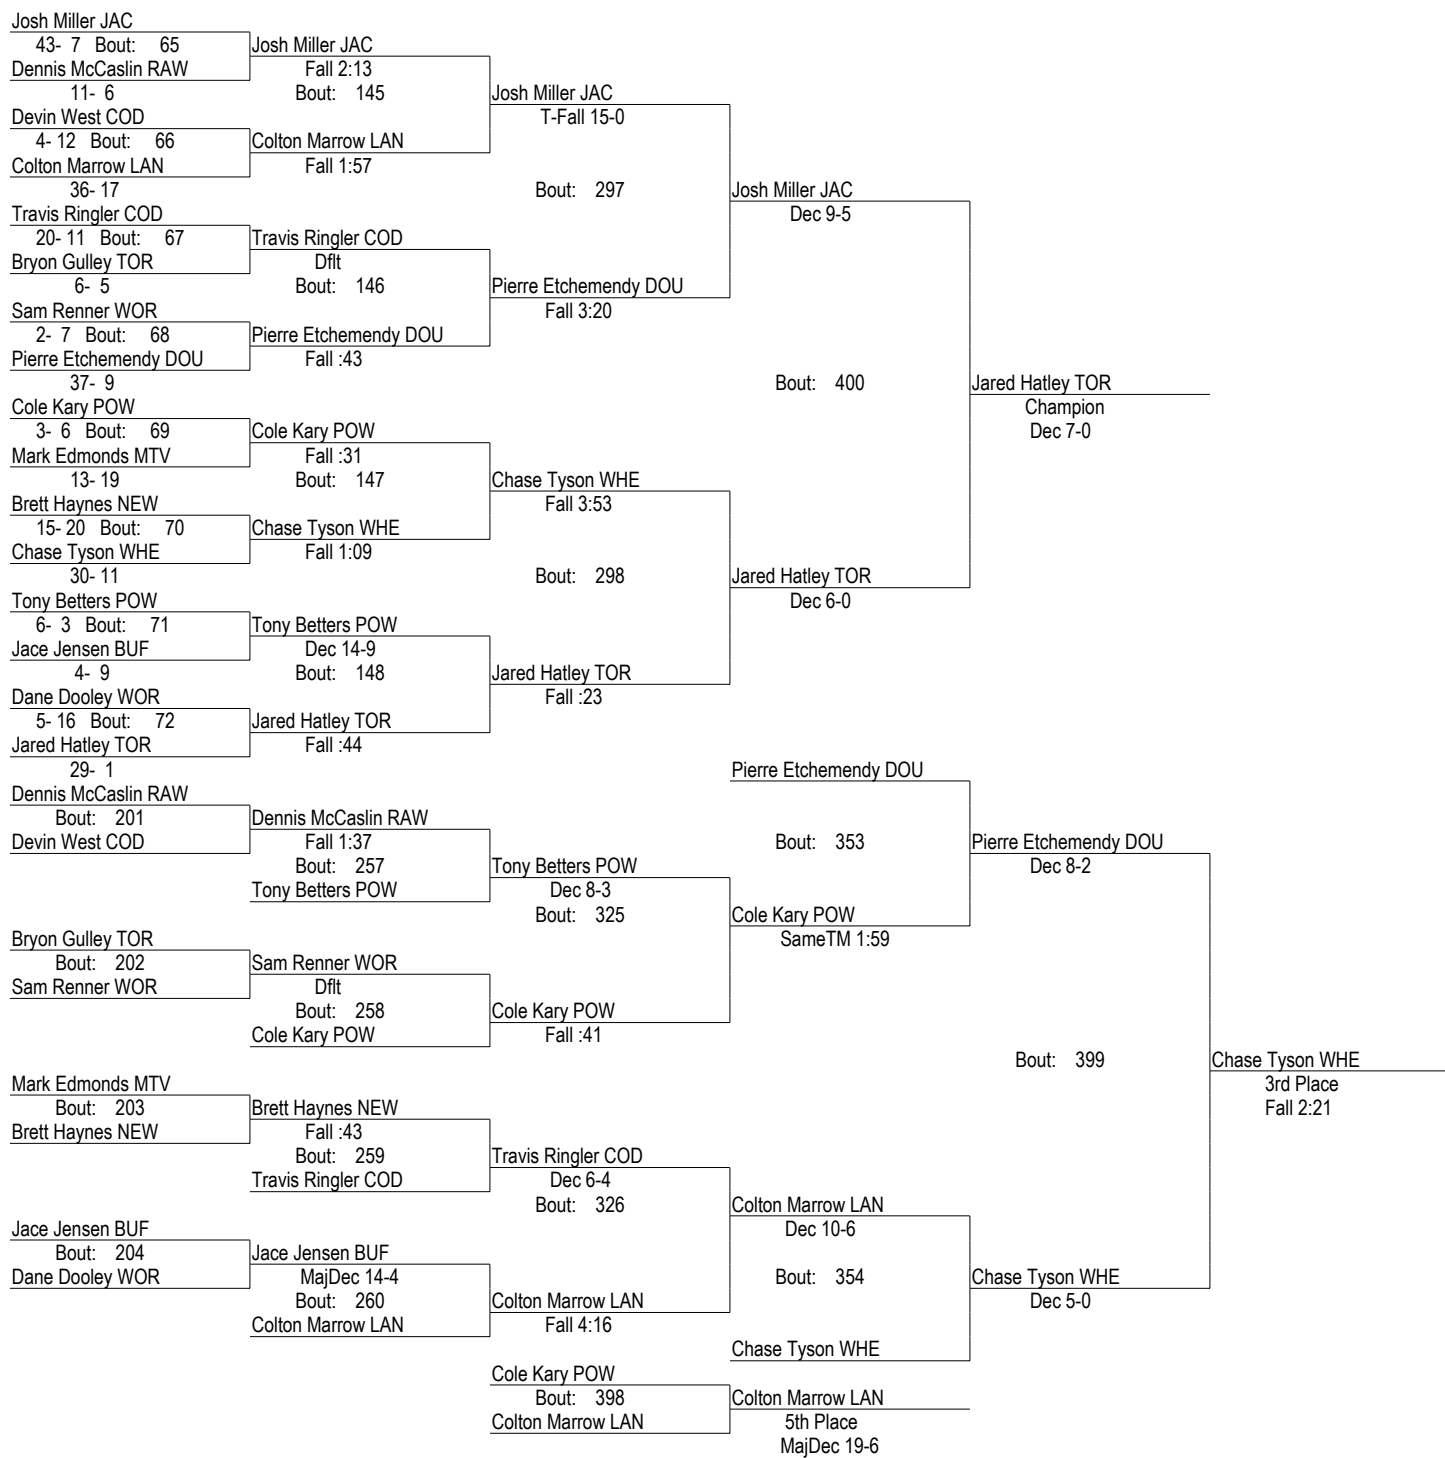 Josh Miller JAC
43- 7 Bout: 65 Josh Miller JAC
Dennis McCaslin RAW Fall 2:13
11- 6 Bout: 145 Josh Miller JAC
Devin West COD T-Fall 15-0
4- 12 Bout: 66 Colton Marrow LAN
Colton Marrow LAN Fall 1:57
36- 17 Bout: 297 Josh Miller JAC
Travis Ringler COD Dec 9-5
20- 11 Bout: 67 Travis Ringler COD
Bryon Gulley TOR Dflt
6- 5 Bout: 146 Pierre Etchemendy DOU
Sam Renner WOR Fall 3:20
2- 7 Bout: 68 Pierre Etchemendy DOU
Pierre Etchemendy DOU Fall :43
37- 9 Bout: 400 Jared Hatley TOR
Cole Kary POW Champion
3- 6 Bout: 69 Cole Kary POW Dec 7-0
Mark Edmonds MTV Fall :31
13- 19 Bout: 147 Chase Tyson WHE
Brett Haynes NEW Fall 3:53
15- 20 Bout: 70 Chase Tyson WHE
Chase Tyson WHE Fall 1:09
30- 11 Bout: 298 Jared Hatley TOR
Tony Betters POW Dec 6-0
6- 3 Bout: 71 Tony Betters POW
Jace Jensen BUF Dec 14-9
4- 9 Bout: 148 Jared Hatley TOR
Dane Dooley WOR Fall :23
5- 16 Bout: 72 Jared Hatley TOR
Jared Hatley TOR Fall :44
29- 1 Pierre Etchemendy DOU
Dennis McCaslin RAW
Bout: 201 Dennis McCaslin RAW
Devin West COD Fall 1:37 Bout: 353 Pierre Etchemendy DOU
Bout: 257 Tony Betters POW Dec 8-2
Tony Betters POW Dec 8-3
Bout: 325 Cole Kary POW
Bryon Gulley TOR SameTM 1:59
Bout: 202 Sam Renner WOR
Sam Renner WOR Dflt
Bout: 258 Cole Kary POW
Cole Kary POW Fall :41
Bout: 399 Chase Tyson WHE
Mark Edmonds MTV 3rd Place
Bout: 203 Brett Haynes NEW Fall 2:21
Brett Haynes NEW Fall :43
Bout: 259 Travis Ringler COD
Travis Ringler COD Dec 6-4
Bout: 326 Colton Marrow LAN
Jace Jensen BUF Dec 10-6
Bout: 204 Jace Jensen BUF
Dane Dooley WOR MajDec 14-4 Bout: 354 Chase Tyson WHE
Bout: 260 Colton Marrow LAN Dec 5-0
Colton Marrow LAN Fall 4:16
Chase Tyson WHE
Cole Kary POW
Bout: 398 Colton Marrow LAN
Colton Marrow LAN 5th Place
MajDec 19-6